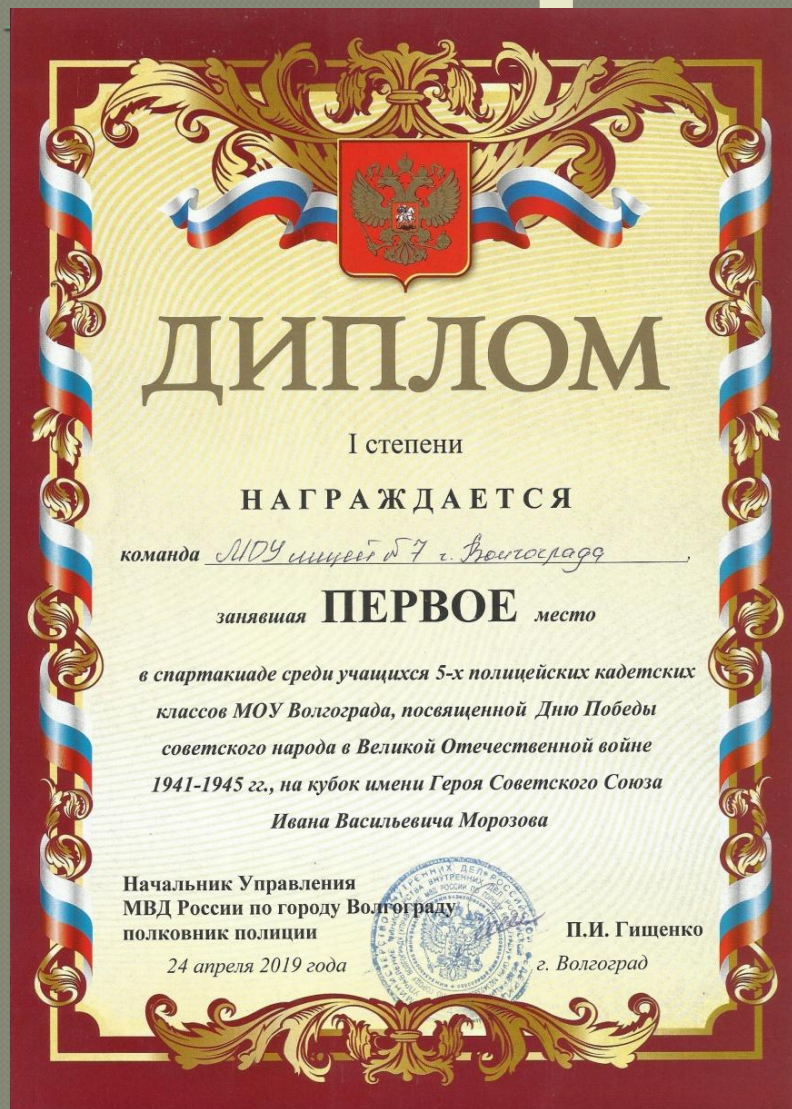 ДИПЛОМ
I степени
НАГРАЖДАЕТСЯ
команда МОУ лицей №7 г. Волгограда,
занявшая ПЕРВОЕ место
в спартакиаде среди учащихся 5-х полицейских кадетских
классов МОУ Волгограда, посвященной Дню Победы
советского народа в Великой Отечественной войне
1941-1945 гг., на кубок имени Героя Советского Союза
Ивана Васильевича Морозова
Начальник Управления
МВД России по городу Волгограду
полковник полиции П.И. Гищенко
24 апреля 2019 года г. Волгоград